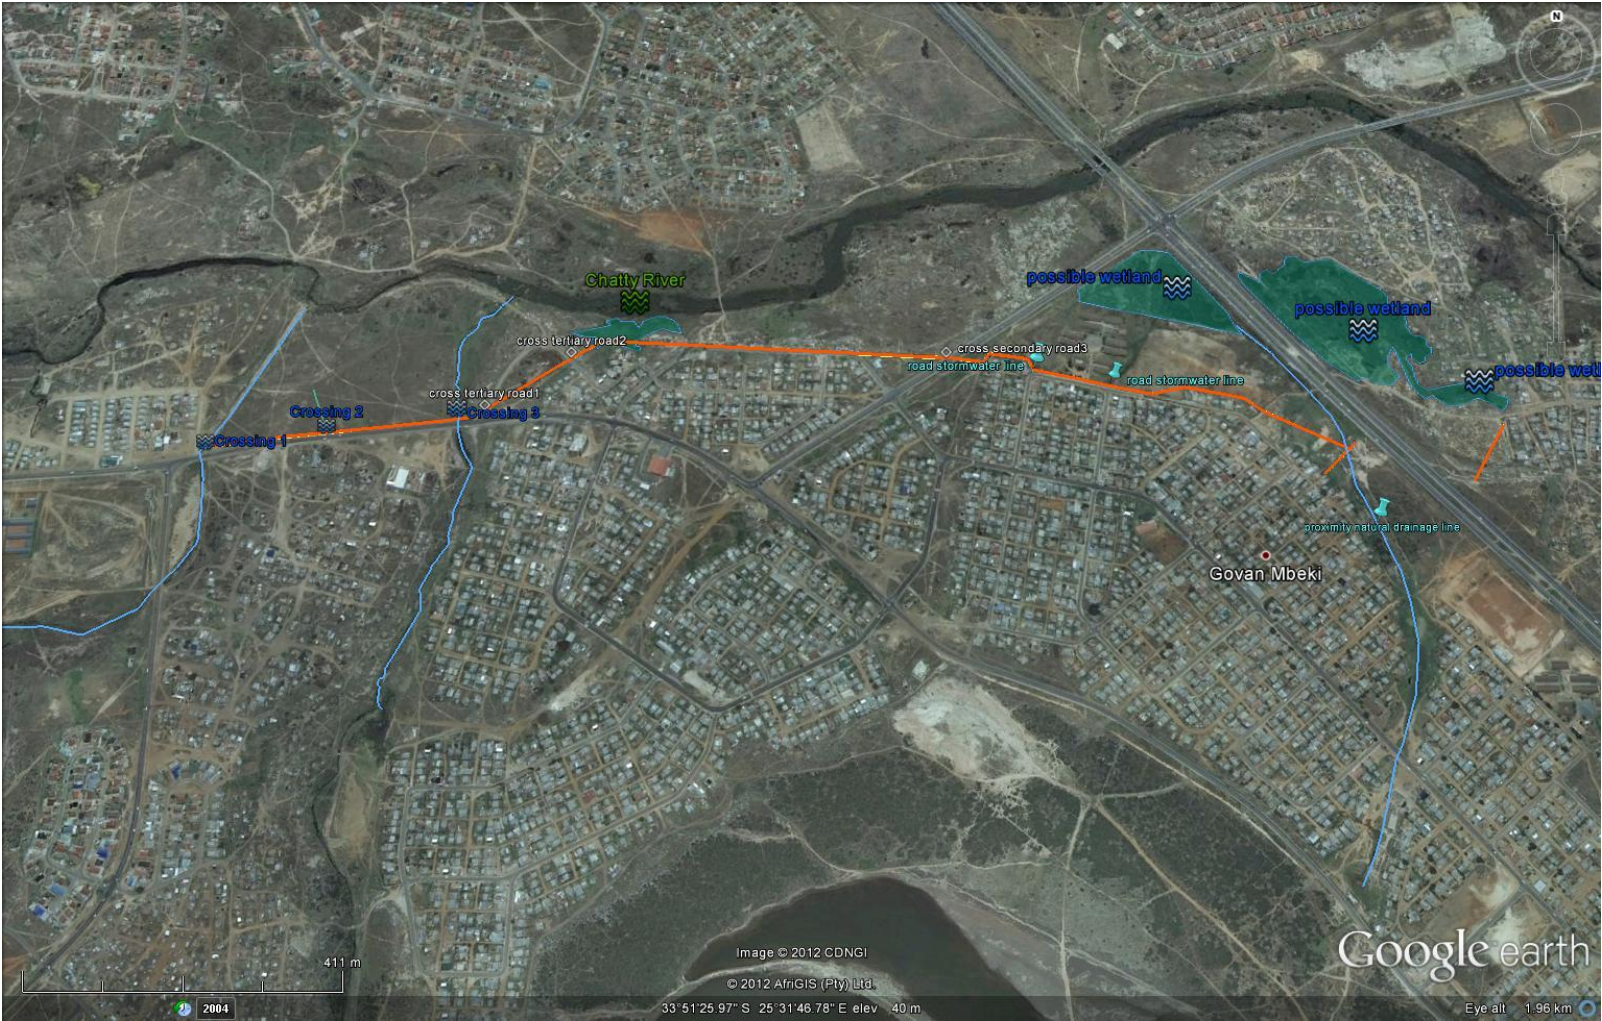 N
possible wetland
Chatty River
possible wetland
cross tertiary road2
cross secondary road3
road stormwater line
possible wetl
road stormwater line
cross tertiary road1
Crossing 2
Crossing 3
Crossing 1
proximity natural drainage line
Govan Mbeki
411 m
Image © 2012 CDNGI
© 2012 AfriGIS (Pty) Ltd.
Google earth
2004
33°51'25.97" S 25°31'46.78" E elev 40 m
Eye alt 1.96 km